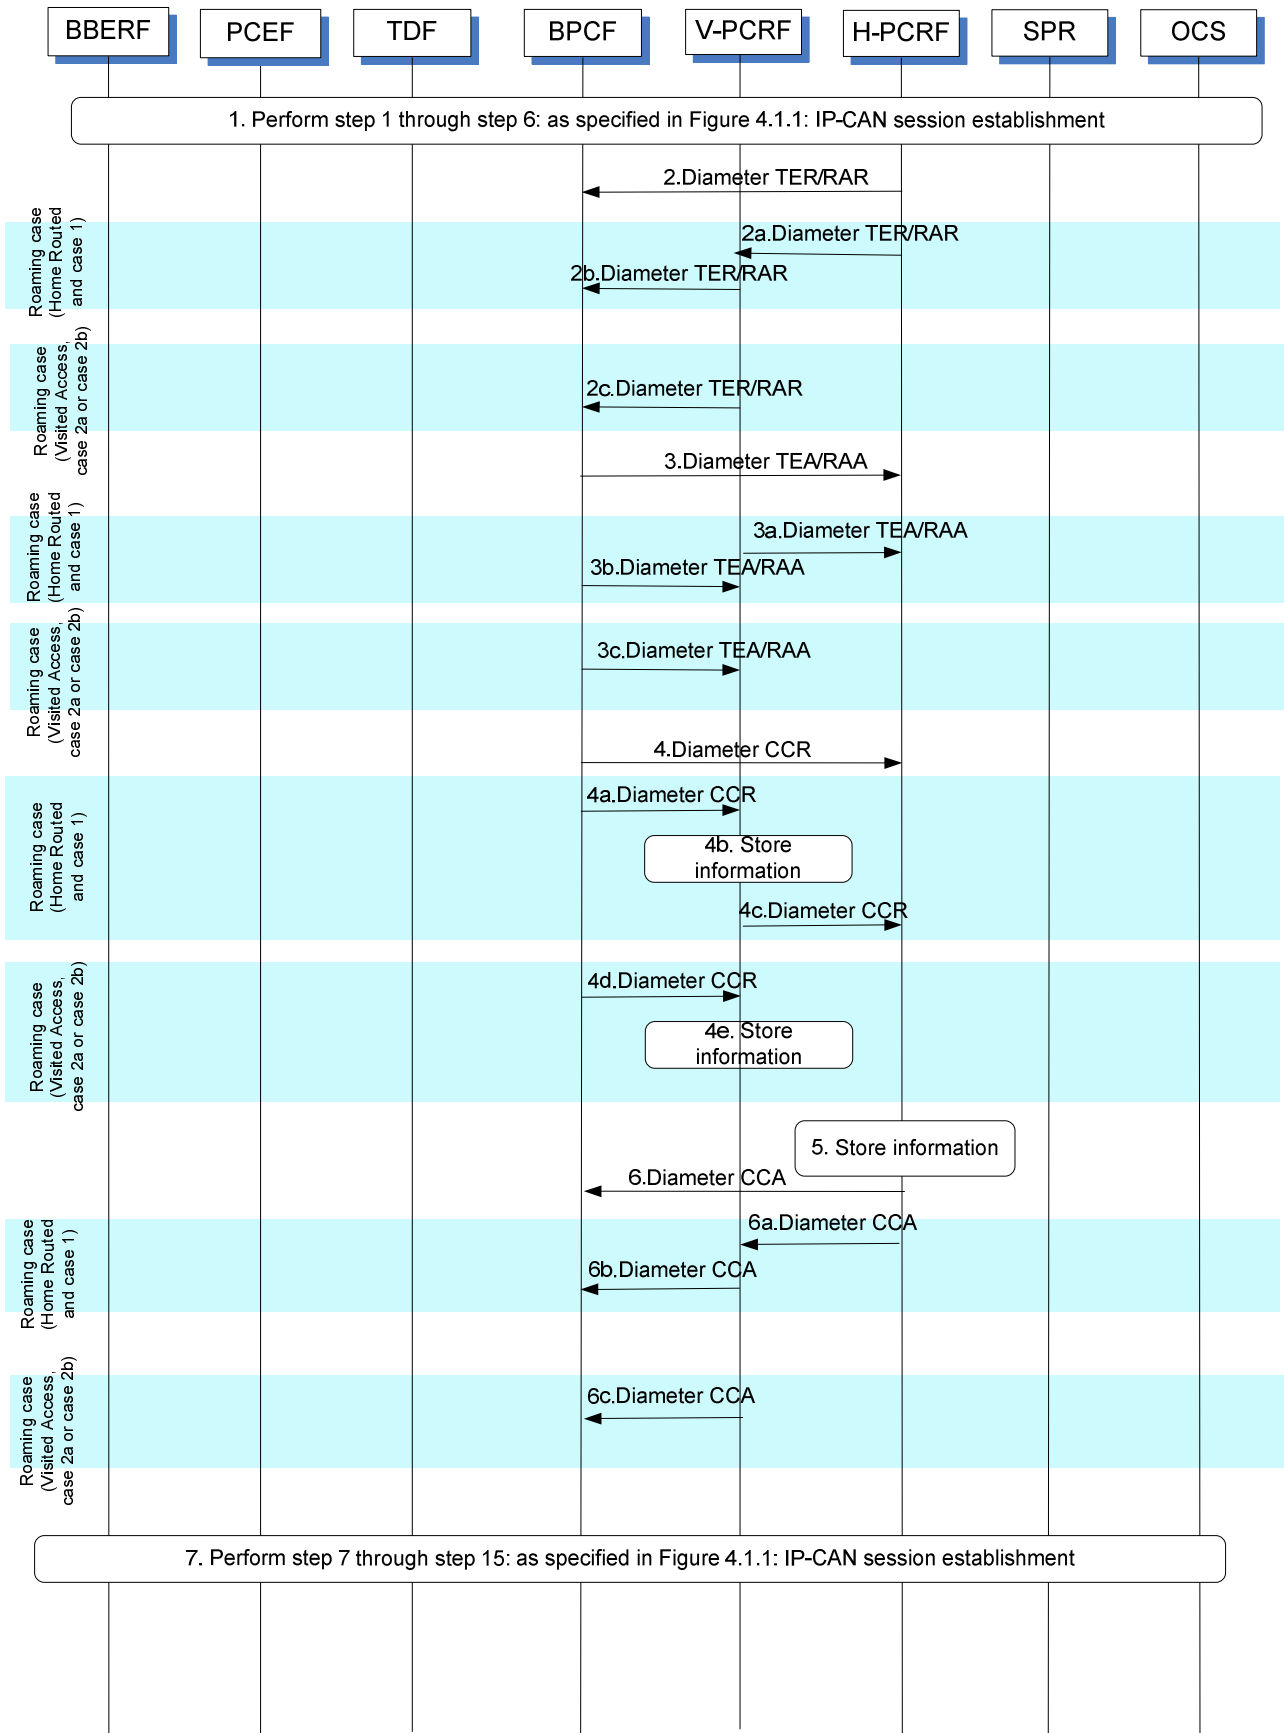 BBERF
PCEF
TDF
BPCF
V-PCRF
H-PCRF
SPR
OCS
1. Perform step 1 through step 6: as specified in Figure 4.1.1: IP-CAN session establishment
2.Diameter TER/RAR
Roaming case
(Home Routed
and case 1)
2a.Diameter TER/RAR
2b.Diameter TER/RAR
Roaming case
(Visited Access,
case 2a or case 2b)
2c.Diameter TER/RAR
3.Diameter TEA/RAA
Roaming case
(Home Routed
and case 1)
3a.Diameter TEA/RAA
3b.Diameter TEA/RAA
Roaming case
(Visited Access,
case 2a or case 2b)
3c.Diameter TEA/RAA
4.Diameter CCR
Roaming case
(Home Routed
and case 1)
4a.Diameter CCR
4b. Store
information
4c.Diameter CCR
Roaming case
(Visited Access,
case 2a or case 2b)
4d.Diameter CCR
4e. Store
information
5. Store information
6.Diameter CCA
Roaming case
(Home Routed
and case 1)
6a.Diameter CCA
6b.Diameter CCA
Roaming case
(Visited Access,
case 2a or case 2b)
6c.Diameter CCA
7. Perform step 7 through step 15: as specified in Figure 4.1.1: IP-CAN session establishment